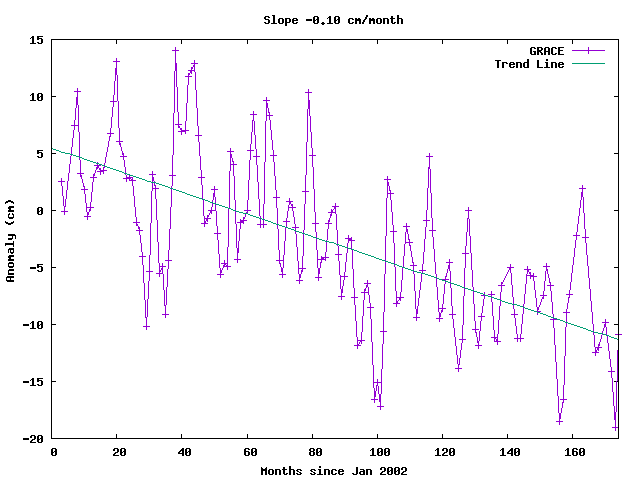 Slope -0.10 cm/month
GRACE
Trend Line
15
10
5
0
-5
-10
-15
-20
Anomaly (cm)
0 20 40 60 80 100 120 140 160
Months since Jan 2002